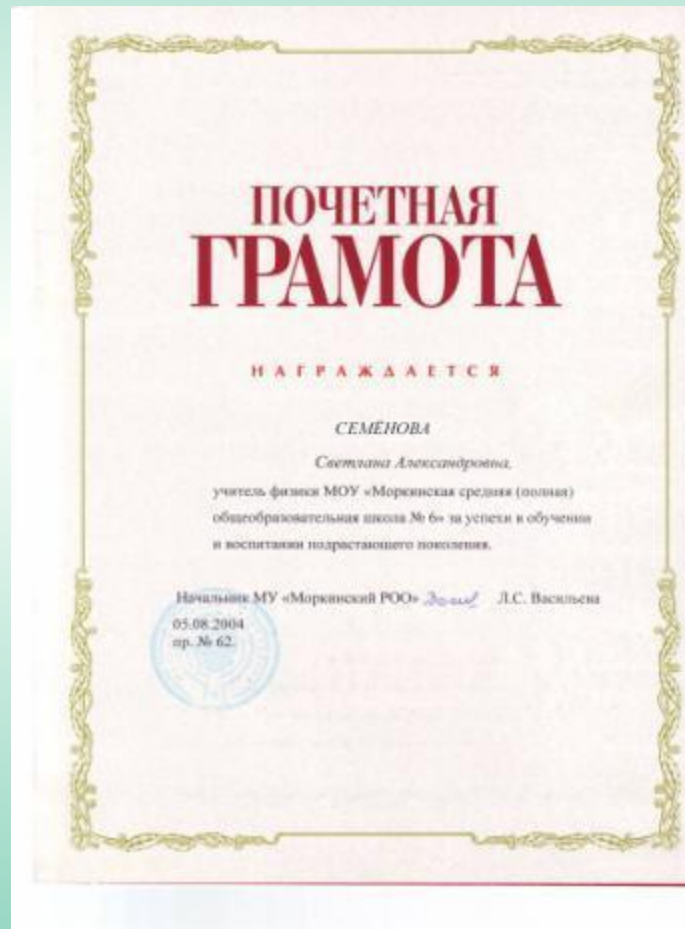 ПОЧЕТНАЯ
ГРАМОТА
НАГРАЖДАЕТСЯ
СЕМЁНОВА
Светлана Александровна,
учитель физики МОУ «Моркинская средняя (полная)
общеобразовательная школа № 6» за успехи в обучении
и воспитании подрастающего поколения.
Начальник МУ «Моркинский РОО» Л.С. Васильева
05.08.2004
пр. № 62.